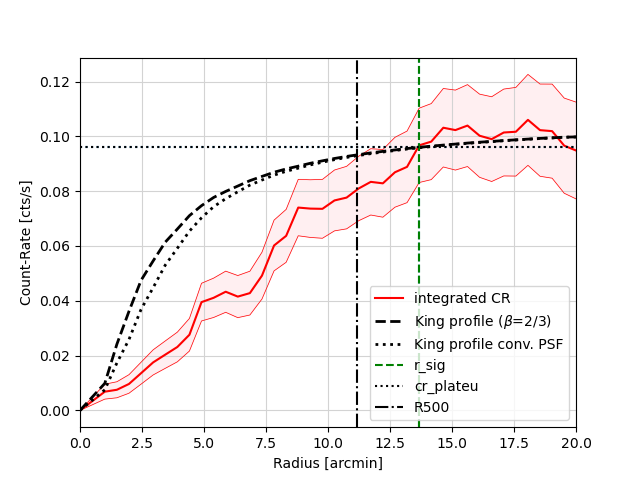 0.12
0.10
0.08
0.06
0.04
0.02
0.00
Count-Rate [cts/s]
integrated CR
King profile (β=2/3)
King profile conv. PSF
r_sig
cr_plateu
R500
0.0 2.5 5.0 7.5 10.0 12.5 15.0 17.5 20.0
Radius [arcmin]